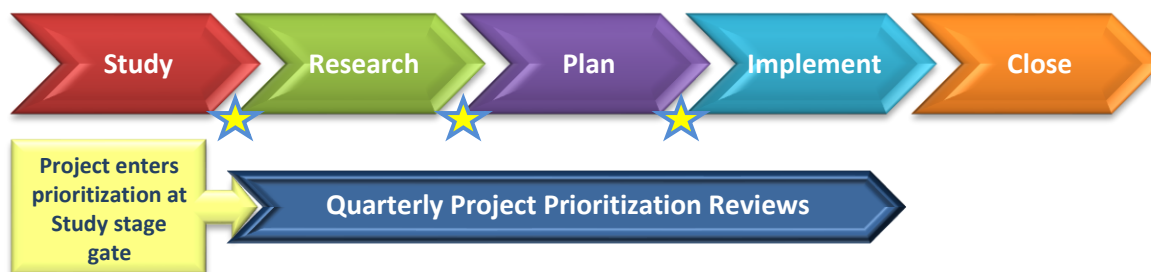 Study
Research
Plan
Implement
Close
Project enters
prioritization at
Study stage
gate
Quarterly Project Prioritization Reviews